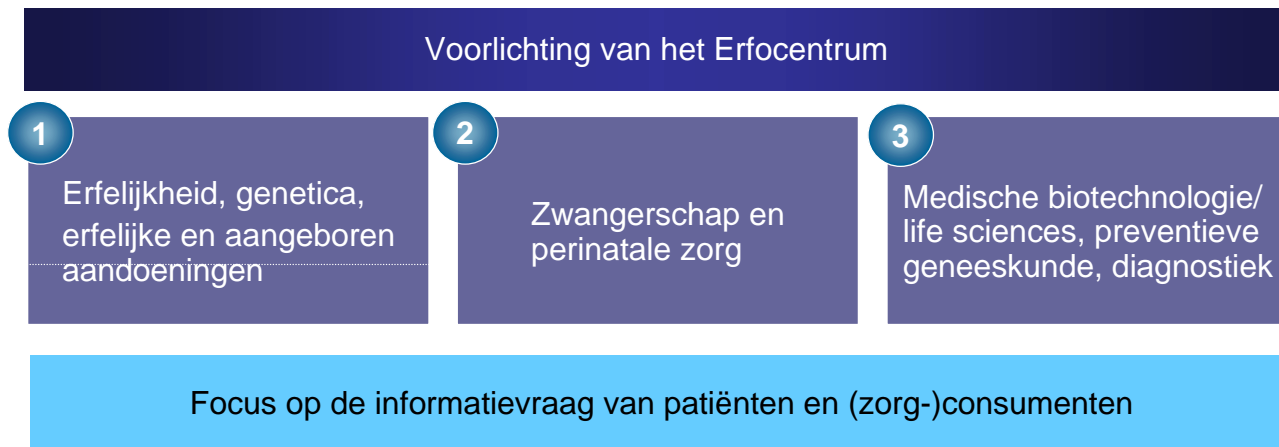 Voorlichting van het Erfocentrum
1
Erfelijkheid, genetica,
erfelijke en aangeboren
aandoeningen
2
Zwangerschap en
perinatale zorg
3
Medische biotechnologie/
life sciences, preventieve
geneeskunde, diagnostiek
Focus op de informatievraag van patiënten en (zorg-)consumenten